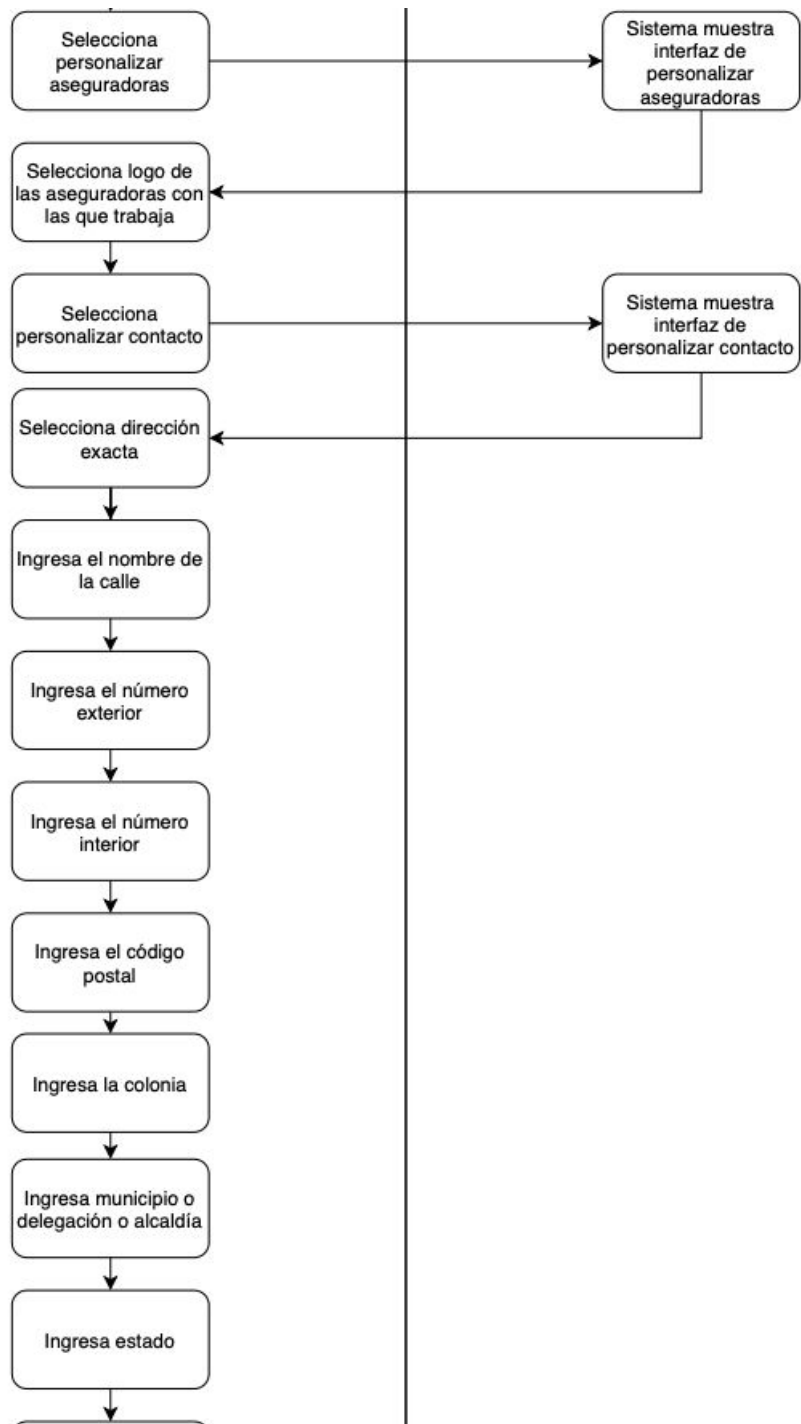 Selecciona
personalizar
aseguradoras
Sistema muestra
interfaz de
personalizar
aseguradoras
Selecciona logo de
las aseguradoras con
las que trabaja
Selecciona
personalizar contacto
Sistema muestra
interfaz de
personalizar contacto
Selecciona dirección
exacta
Ingresa el nombre de
la calle
Ingresa el número
exterior
Ingresa el número
interior
Ingresa el código
postal
Ingresa la colonia
Ingresa municipio o
delegación o alcaldía
Ingresa estado